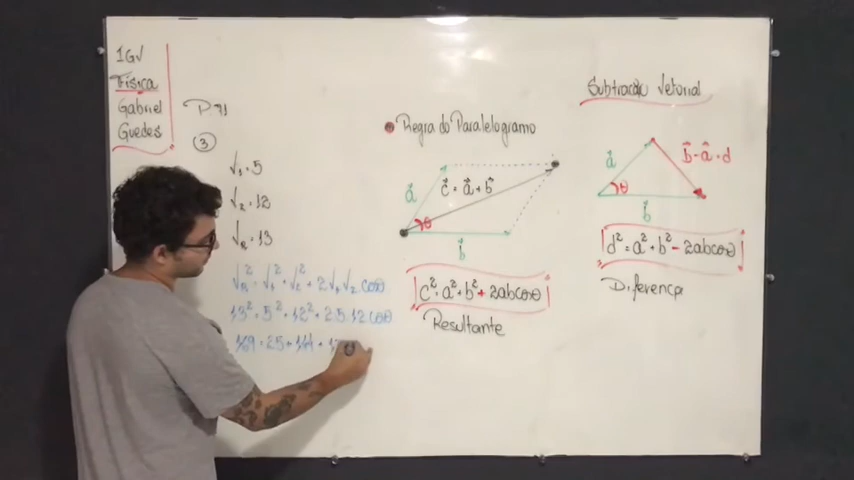 IGV
Física
Gabriel
Guedes
P.71
3
V₁ = 5
V₂ = 12
V_R = 13
V_R² = V₁² + V₂² + 2V₁V₂ cosθ
13² = 5² + 12² + 2.5.12 cosθ
169 = 25 + 144 +
Regra do Paralelogramo
a⃗
c⃗ = a⃗ + b⃗
θ
b⃗
c² = a² + b² + 2abcosθ
Resultante
Subtração Vetorial
a⃗
b⃗ - a⃗ = d
θ
b⃗
d² = a² + b² - 2abcosθ
Diferença